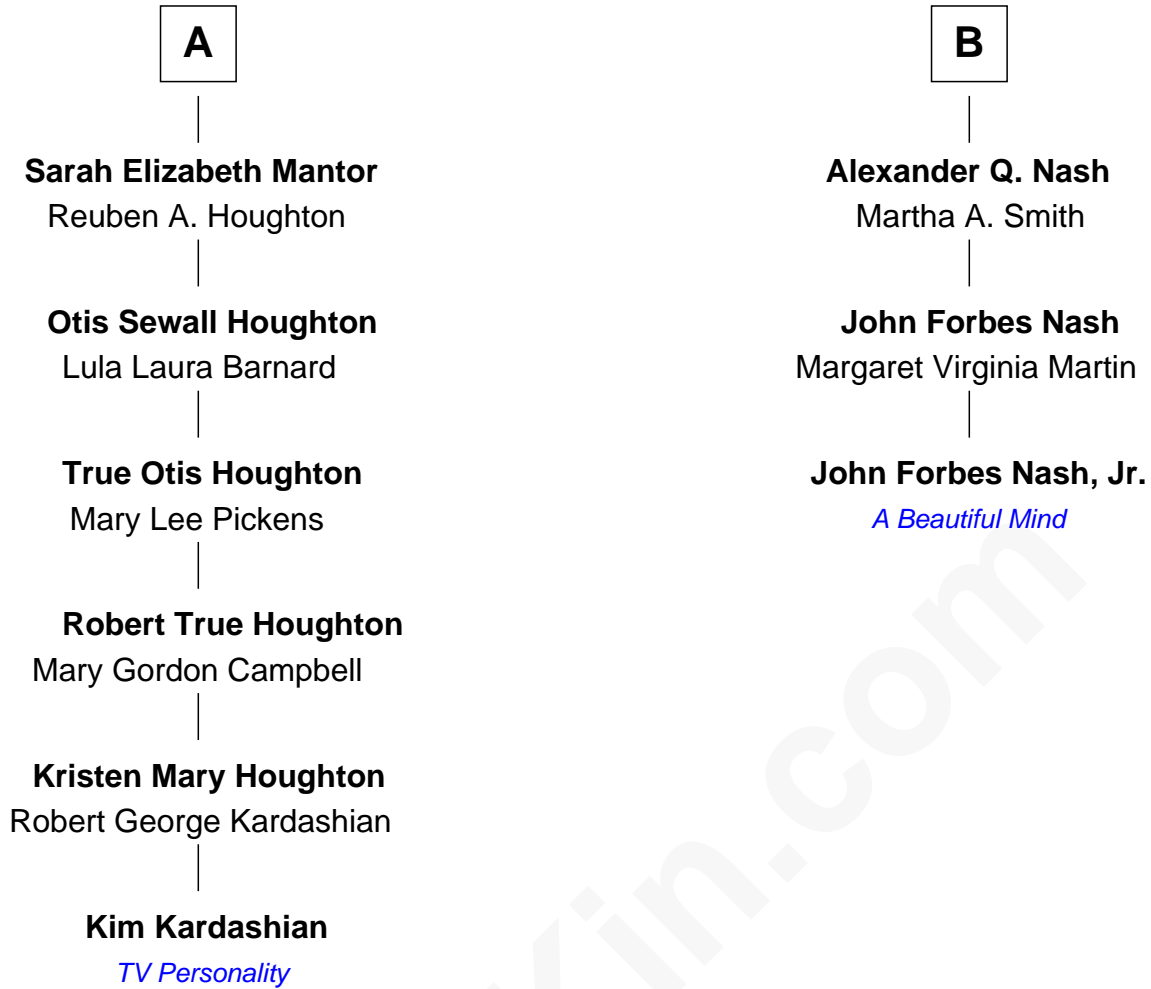 A
Sarah Elizabeth Mantor
Reuben A. Houghton
Otis Sewall Houghton
Lula Laura Barnard
True Otis Houghton
Mary Lee Pickens
Robert True Houghton
Mary Gordon Campbell
Kristen Mary Houghton
Robert George Kardashian
Kim Kardashian
TV Personality
B
Alexander Q. Nash
Martha A. Smith
John Forbes Nash
Margaret Virginia Martin
John Forbes Nash, Jr.
A Beautiful Mind